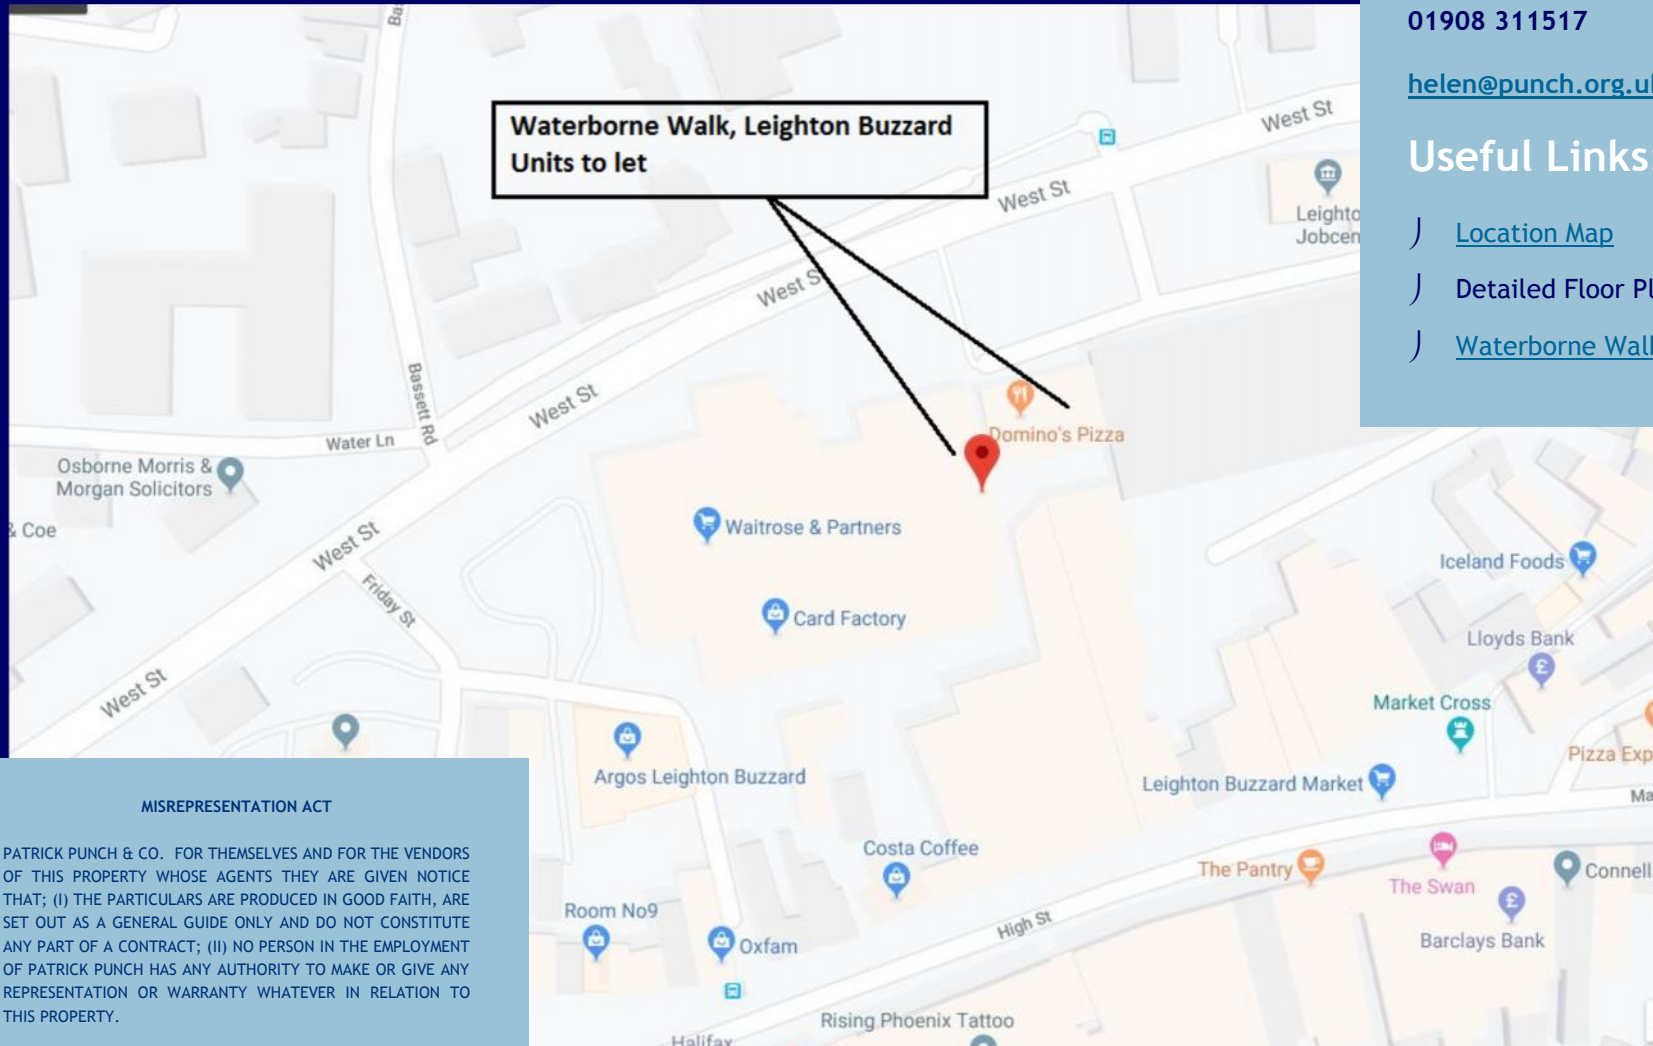 01908 311517
helen@punch.org.uk
Useful Links:
Location Map
Detailed Floor Pl
Waterborne Walk
Waterborne Walk, Leighton Buzzard
Units to let
Bas
West St
West St
West St
West St
West St
West St
Leighto
Jobcen
Bassett Rd
Water Ln
Domino's Pizza
Osborne Morris &
Morgan Solicitors
& Coe
Waitrose & Partners
Iceland Foods
Friday St
Card Factory
Lloyds Bank
Market Cross
Pizza Exp
Argos Leighton Buzzard
Leighton Buzzard Market
Ma
Costa Coffee
The Pantry
The Swan
Connell
Room No9
High St
Oxfam
Barclays Bank
Rising Phoenix Tattoo
Halifax
MISREPRESENTATION ACT
PATRICK PUNCH & CO. FOR THEMSELVES AND FOR THE VENDORS
OF THIS PROPERTY WHOSE AGENTS THEY ARE GIVEN NOTICE
THAT; (I) THE PARTICULARS ARE PRODUCED IN GOOD FAITH, ARE
SET OUT AS A GENERAL GUIDE ONLY AND DO NOT CONSTITUTE
ANY PART OF A CONTRACT; (II) NO PERSON IN THE EMPLOYMENT
OF PATRICK PUNCH HAS ANY AUTHORITY TO MAKE OR GIVE ANY
REPRESENTATION OR WARRANTY WHATEVER IN RELATION TO
THIS PROPERTY.